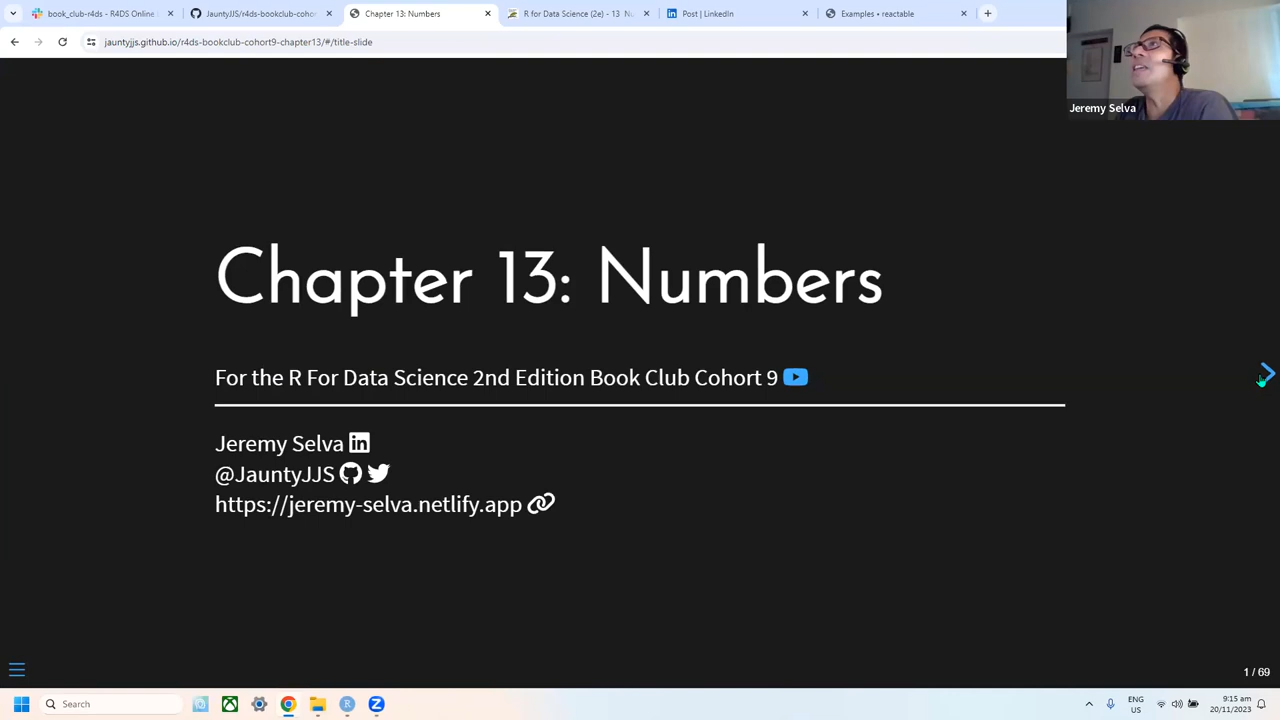 book_club-r4ds - R4DS Online
JauntyJJS/r4ds-bookclub-cohor
Chapter 13: Numbers
R for Data Science (2e) - 13 N
Post | LinkedIn
Examples – reactable
jauntyjjs.github.io/r4ds-bookclub-cohort9-chapter13/#/title-slide
Jeremy Selva
Chapter 13: Numbers
For the R For Data Science 2nd Edition Book Club Cohort 9
Jeremy Selva
@JauntyJJS
https://jeremy-selva.netlify.app
1 / 69
Search
ENG
US
9:15 am
20/11/2023